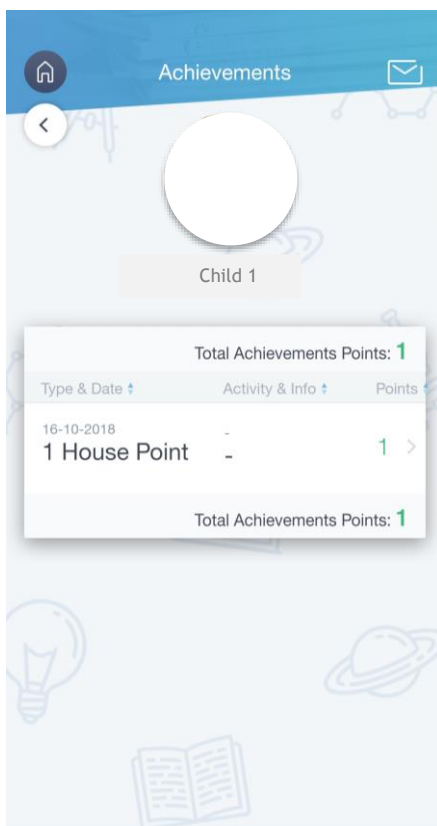 Achievements
Child 1
Total Achievements Points: 1
Type & Date Activity & Info Points
16-10-2018 -
1 House Point - 1
Total Achievements Points: 1